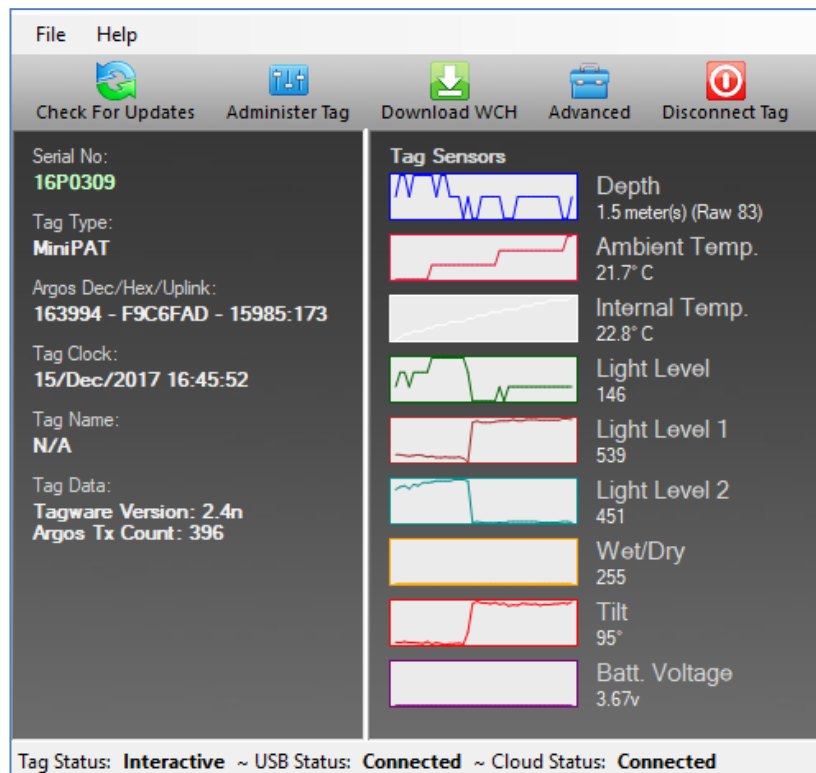 File Help
Check For Updates Administer Tag Download WCH Advanced Disconnect Tag
Serial No:
16P0309
Tag Type:
MiniPAT
Argos Dec/Hex/Uplink:
163994 - F9C6FAD - 15985:173
Tag Clock:
15/Dec/2017 16:45:52
Tag Name:
N/A
Tag Data:
Tagware Version: 2.4n
Argos Tx Count: 396
Tag Sensors
Depth
1.5 meter(s) (Raw 83)
Ambient Temp.
21.7° C
Internal Temp.
22.8° C
Light Level
146
Light Level 1
539
Light Level 2
451
Wet/Dry
255
Tilt
95°
Batt. Voltage
3.67v
Tag Status: Interactive ~ USB Status: Connected ~ Cloud Status: Connected